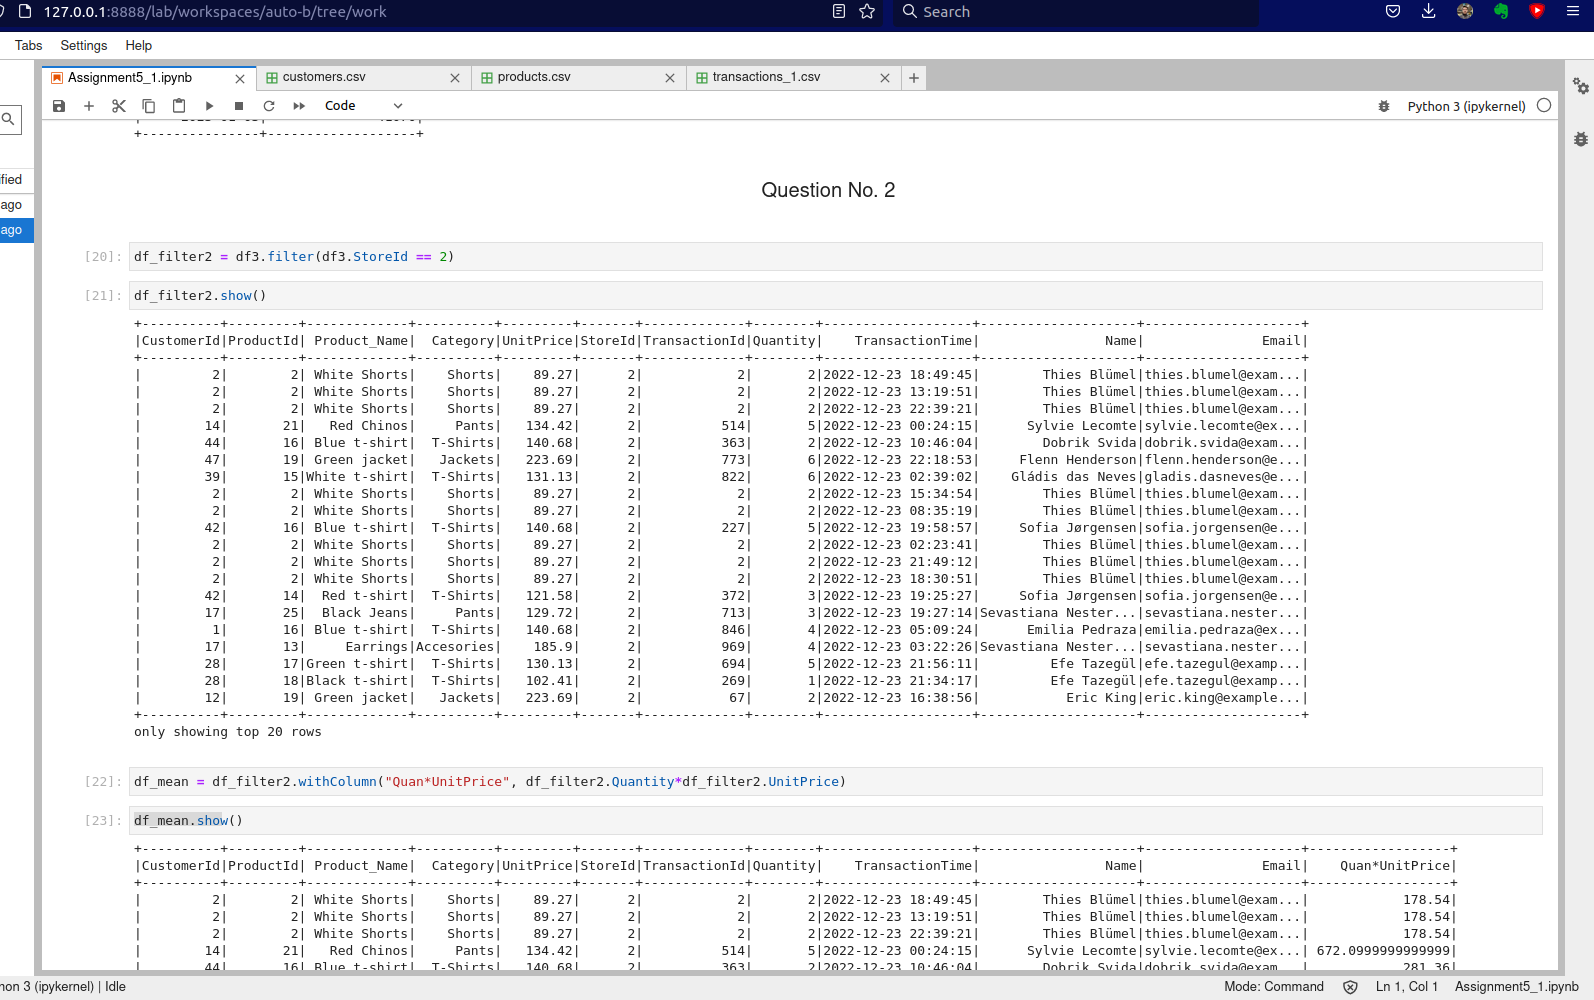 127.0.0.1:8888/lab/workspaces/auto-b/tree/work
Search
Tabs Settings Help
Assignment5_1.ipynb
customers.csv
products.csv
transactions_1.csv
Code
Python 3 (ipykernel)
ified
ago
ago
+---------------+-------------------+
Question No. 2
[20]: df_filter2 = df3.filter(df3.StoreId == 2)
[21]: df_filter2.show()
+----------+---------+-------------+----------+---------+-------+-------------+--------+-------------------+--------------------+--------------------+
|CustomerId|ProductId| Product_Name|  Category|UnitPrice|StoreId|TransactionId|Quantity|    TransactionTime|                Name|               Email|
+----------+---------+-------------+----------+---------+-------+-------------+--------+-------------------+--------------------+--------------------+
|         2|        2| White Shorts|    Shorts|    89.27|      2|            2|       2|2022-12-23 18:49:45|        Thies Blümel|thies.blumel@exam...|
|         2|        2| White Shorts|    Shorts|    89.27|      2|            2|       2|2022-12-23 13:19:51|        Thies Blümel|thies.blumel@exam...|
|         2|        2| White Shorts|    Shorts|    89.27|      2|            2|       2|2022-12-23 22:39:21|        Thies Blümel|thies.blumel@exam...|
|        14|       21|   Red Chinos|     Pants|   134.42|      2|          514|       5|2022-12-23 00:24:15|      Sylvie Lecomte|sylvie.lecomte@ex...|
|        44|       16| Blue t-shirt|  T-Shirts|   140.68|      2|          363|       2|2022-12-23 10:46:04|        Dobrik Svida|dobrik.svida@exam...|
|        47|       19| Green jacket|   Jackets|   223.69|      2|          773|       6|2022-12-23 22:18:53|     Flenn Henderson|flenn.henderson@e...|
|        39|       15|White t-shirt|  T-Shirts|   131.13|      2|          822|       6|2022-12-23 02:39:02|    Gládis das Neves|gladis.dasneves@e...|
|         2|        2| White Shorts|    Shorts|    89.27|      2|            2|       2|2022-12-23 15:34:54|        Thies Blümel|thies.blumel@exam...|
|         2|        2| White Shorts|    Shorts|    89.27|      2|            2|       2|2022-12-23 08:35:19|        Thies Blümel|thies.blumel@exam...|
|        42|       16| Blue t-shirt|  T-Shirts|   140.68|      2|          227|       5|2022-12-23 19:58:57|     Sofia Jørgensen|sofia.jorgensen@e...|
|         2|        2| White Shorts|    Shorts|    89.27|      2|            2|       2|2022-12-23 02:23:41|        Thies Blümel|thies.blumel@exam...|
|         2|        2| White Shorts|    Shorts|    89.27|      2|            2|       2|2022-12-23 21:49:12|        Thies Blümel|thies.blumel@exam...|
|         2|        2| White Shorts|    Shorts|    89.27|      2|            2|       2|2022-12-23 18:30:51|        Thies Blümel|thies.blumel@exam...|
|        42|       14|  Red t-shirt|  T-Shirts|   121.58|      2|          372|       3|2022-12-23 19:25:27|     Sofia Jørgensen|sofia.jorgensen@e...|
|        17|       25|  Black Jeans|     Pants|   129.72|      2|          713|       3|2022-12-23 19:27:14|Sevastiana Nester...|sevastiana.nester...|
|         1|       16| Blue t-shirt|  T-Shirts|   140.68|      2|          846|       4|2022-12-23 05:09:24|      Emilia Pedraza|emilia.pedraza@ex...|
|        17|       13|     Earrings|Accesories|    185.9|      2|          969|       4|2022-12-23 03:22:26|Sevastiana Nester...|sevastiana.nester...|
|        28|       17|Green t-shirt|  T-Shirts|   130.13|      2|          694|       5|2022-12-23 21:56:11|         Efe Tazegül|efe.tazegul@examp...|
|        28|       18|Black t-shirt|  T-Shirts|   102.41|      2|          269|       1|2022-12-23 21:34:17|         Efe Tazegül|efe.tazegul@examp...|
|        12|       19| Green jacket|   Jackets|   223.69|      2|           67|       2|2022-12-23 16:38:56|           Eric King|eric.king@example...|
+----------+---------+-------------+----------+---------+-------+-------------+--------+-------------------+--------------------+--------------------+
only showing top 20 rows
[22]: df_mean = df_filter2.withColumn("Quan*UnitPrice", df_filter2.Quantity*df_filter2.UnitPrice)
[23]: df_mean.show()
+----------+---------+-------------+----------+---------+-------+-------------+--------+-------------------+--------------------+--------------------+------------------+
|CustomerId|ProductId| Product_Name|  Category|UnitPrice|StoreId|TransactionId|Quantity|    TransactionTime|                Name|               Email|    Quan*UnitPrice|
+----------+---------+-------------+----------+---------+-------+-------------+--------+-------------------+--------------------+--------------------+------------------+
|         2|        2| White Shorts|    Shorts|    89.27|      2|            2|       2|2022-12-23 18:49:45|        Thies Blümel|thies.blumel@exam...|            178.54|
|         2|        2| White Shorts|    Shorts|    89.27|      2|            2|       2|2022-12-23 13:19:51|        Thies Blümel|thies.blumel@exam...|            178.54|
|         2|        2| White Shorts|    Shorts|    89.27|      2|            2|       2|2022-12-23 22:39:21|        Thies Blümel|thies.blumel@exam...|            178.54|
|        14|       21|   Red Chinos|     Pants|   134.42|      2|          514|       5|2022-12-23 00:24:15|      Sylvie Lecomte|sylvie.lecomte@ex...| 672.0999999999999|
|        44|       16| Blue t-shirt|  T-Shirts|   140.68|      2|          363|       2|2022-12-23 10:46:04|        Dobrik Svida|dobrik.svida@exam...|            281.36|
hon 3 (ipykernel) | Idle
Mode: Command
Ln 1, Col 1
Assignment5_1.ipynb